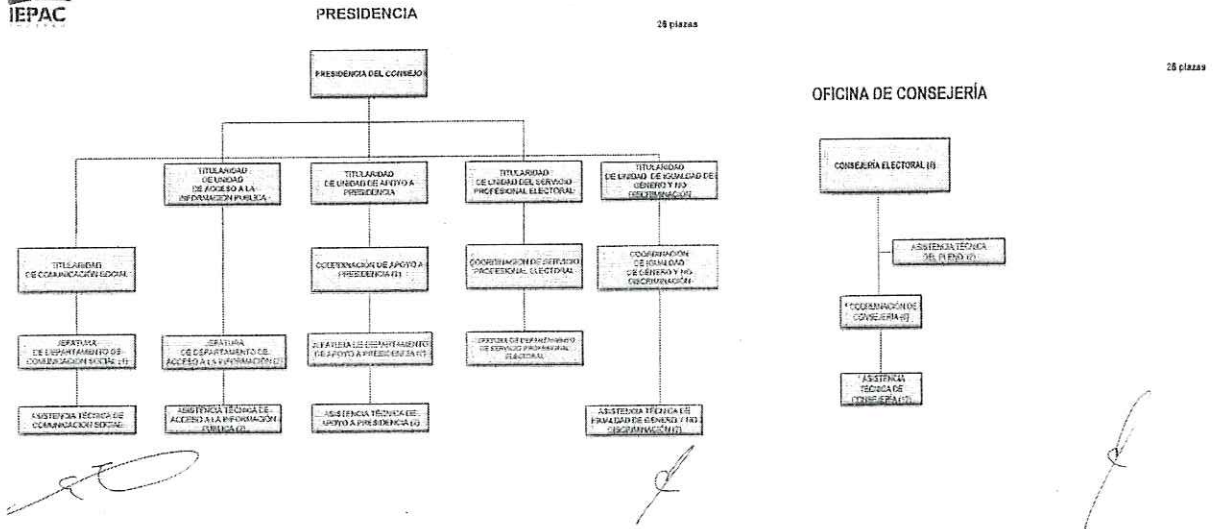 IEPAC
PRESIDENCIA
26 plazas
PRESIDENCIA DEL CONSEJO
TITULARIDAD
DE UNIDAD
DE ACCESO A LA
INFORMACIÓN PÚBLICA
TITULARIDAD
DE UNIDAD DE APOYO A
PRESIDENCIA
TITULARIDAD
DE UNIDAD DEL SERVICIO
PROFESIONAL ELECTORAL
TITULARIDAD
DE UNIDAD DE IGUALDAD DE
GÉNERO Y NO
DISCRIMINACIÓN
TITULARIDAD
DE COMUNICACIÓN SOCIAL
COORDINACIÓN DE APOYO A
PRESIDENCIA
COORDINACIÓN DE SERVICIO
PROFESIONAL ELECTORAL
COORDINACIÓN
DE IGUALDAD
DE GÉNERO Y NO
DISCRIMINACIÓN
JEFATURA
DE DEPARTAMENTO DE
COMUNICACIÓN SOCIAL
JEFATURA
DE DEPARTAMENTO DE
ACCESO A LA INFORMACIÓN
JEFATURA DE DEPARTAMENTO
DE APOYO A PRESIDENCIA
JEFATURA DE DEPARTAMENTO
DE SERVICIO PROFESIONAL
ELECTORAL
ASISTENCIA TÉCNICA DE
COMUNICACIÓN SOCIAL
ASISTENCIA TÉCNICA DE
ACCESO A LA INFORMACIÓN
PÚBLICA
ASISTENCIA TÉCNICA DE
APOYO A PRESIDENCIA
ASISTENCIA TÉCNICA DE
IGUALDAD DE GÉNERO Y NO
DISCRIMINACIÓN
26 plazas
OFICINA DE CONSEJERÍA
CONSEJERÍA ELECTORAL (6)
ASISTENCIA TÉCNICA
DEL PLENO
* COORDINACIÓN DE
CONSEJERÍA
* ASISTENCIA
TÉCNICA DE
CONSEJERÍA